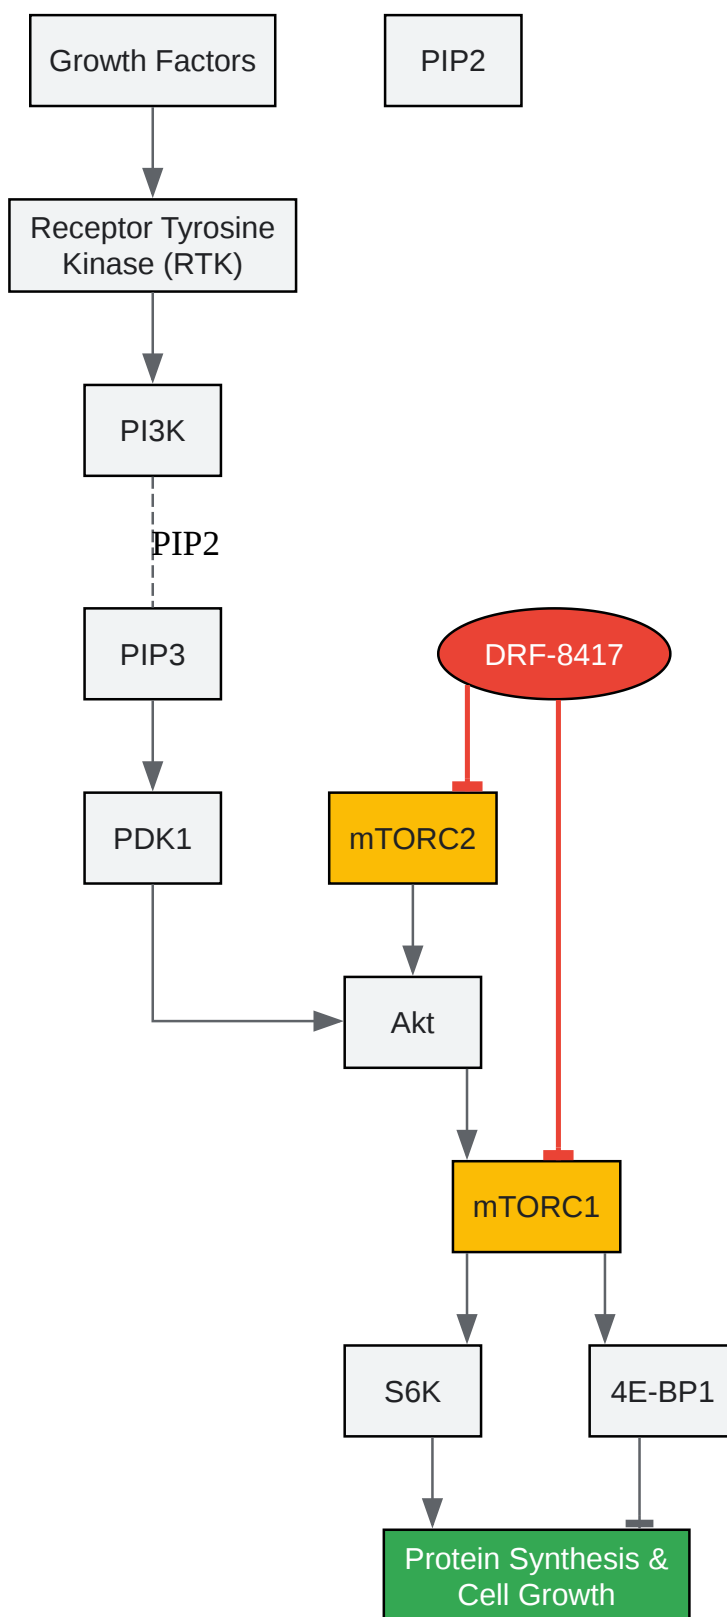 Growth Factors
PIP2
Receptor Tyrosine
Kinase (RTK)
PI3K
PIP2
PIP3
DRF-8417
PDK1
mTORC2
Akt
mTORC1
S6K
4E-BP1
Protein Synthesis &
Cell Growth